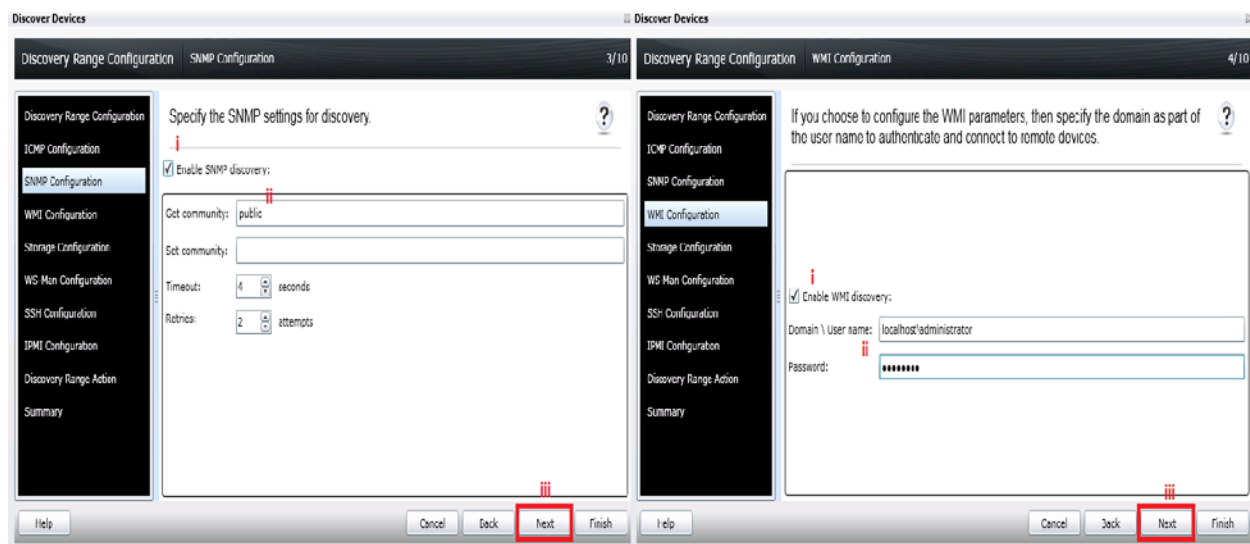 Discover Devices
Discovery Range Configuration SNMP Configuration 3/10
Discovery Range Configuration
ICMP Configuration
SNMP Configuration
WMI Configuration
Storage Configuration
WS Man Configuration
SSH Configuration
IPMI Configuration
Discovery Range Action
Summary
Specify the SNMP settings for discovery.
?
i
Enable SNMP discovery:
ii
Get community: public
Set community:
Timeout: 4 seconds
Retries: 2 attempts
iii
Help Cancel Back Next Finish
Discover Devices
Discovery Range Configuration WMI Configuration 4/10
Discovery Range Configuration
ICMP Configuration
SNMP Configuration
WMI Configuration
Storage Configuration
WS Man Configuration
SSH Configuration
IPMI Configuration
Discovery Range Action
Summary
If you choose to configure the WMI parameters, then specify the domain as part of
the user name to authenticate and connect to remote devices.
?
i
Enable WMI discovery:
Domain \ User name: localhost\administrator
ii
Password: ••••••••
iii
Help Cancel Back Next Finish